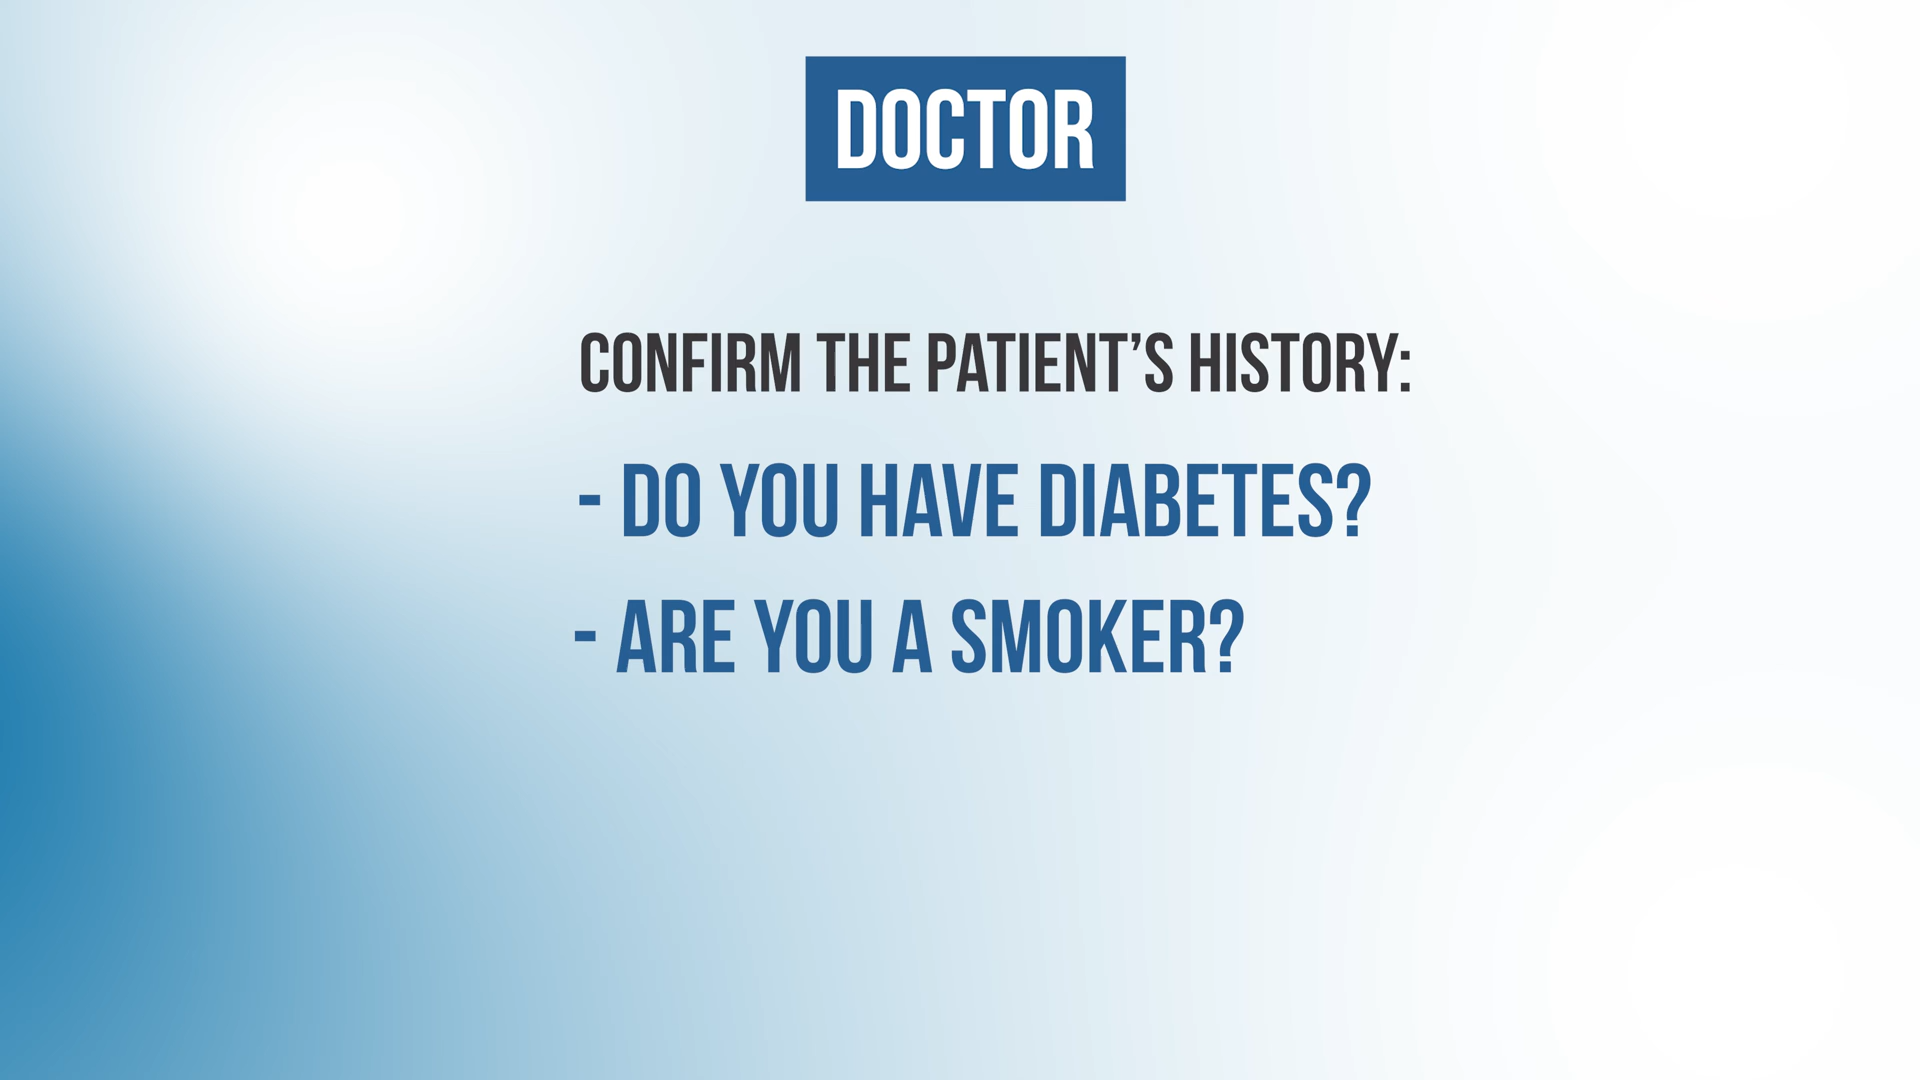 DOCTOR
CONFIRM THE PATIENT’S HISTORY:
- DO YOU HAVE DIABETES?
- ARE YOU A SMOKER?